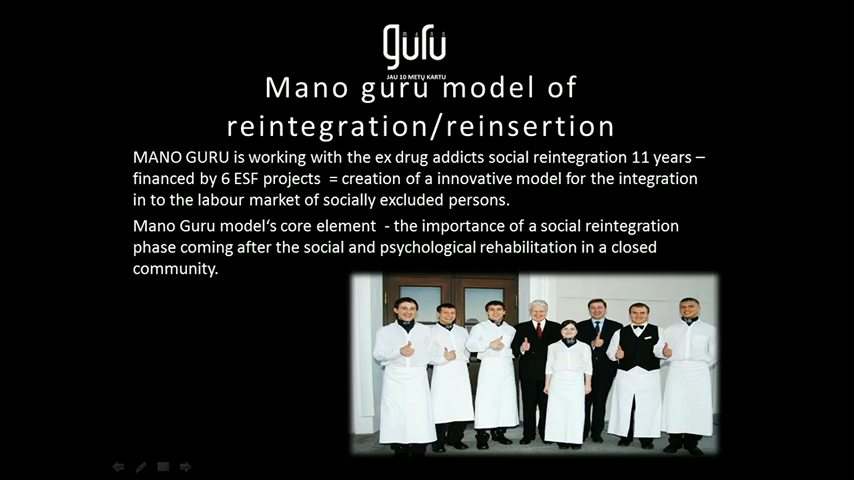 mano
guru
JAU 10 METŲ KARTU
Mano guru model of
reintegration/reinsertion
MANO GURU is working with the ex drug addicts social reintegration 11 years –
financed by 6 ESF projects = creation of a innovative model for the integration
in to the labour market of socially excluded persons.
Mano Guru model‘s core element - the importance of a social reintegration
phase coming after the social and psychological rehabilitation in a closed
community.